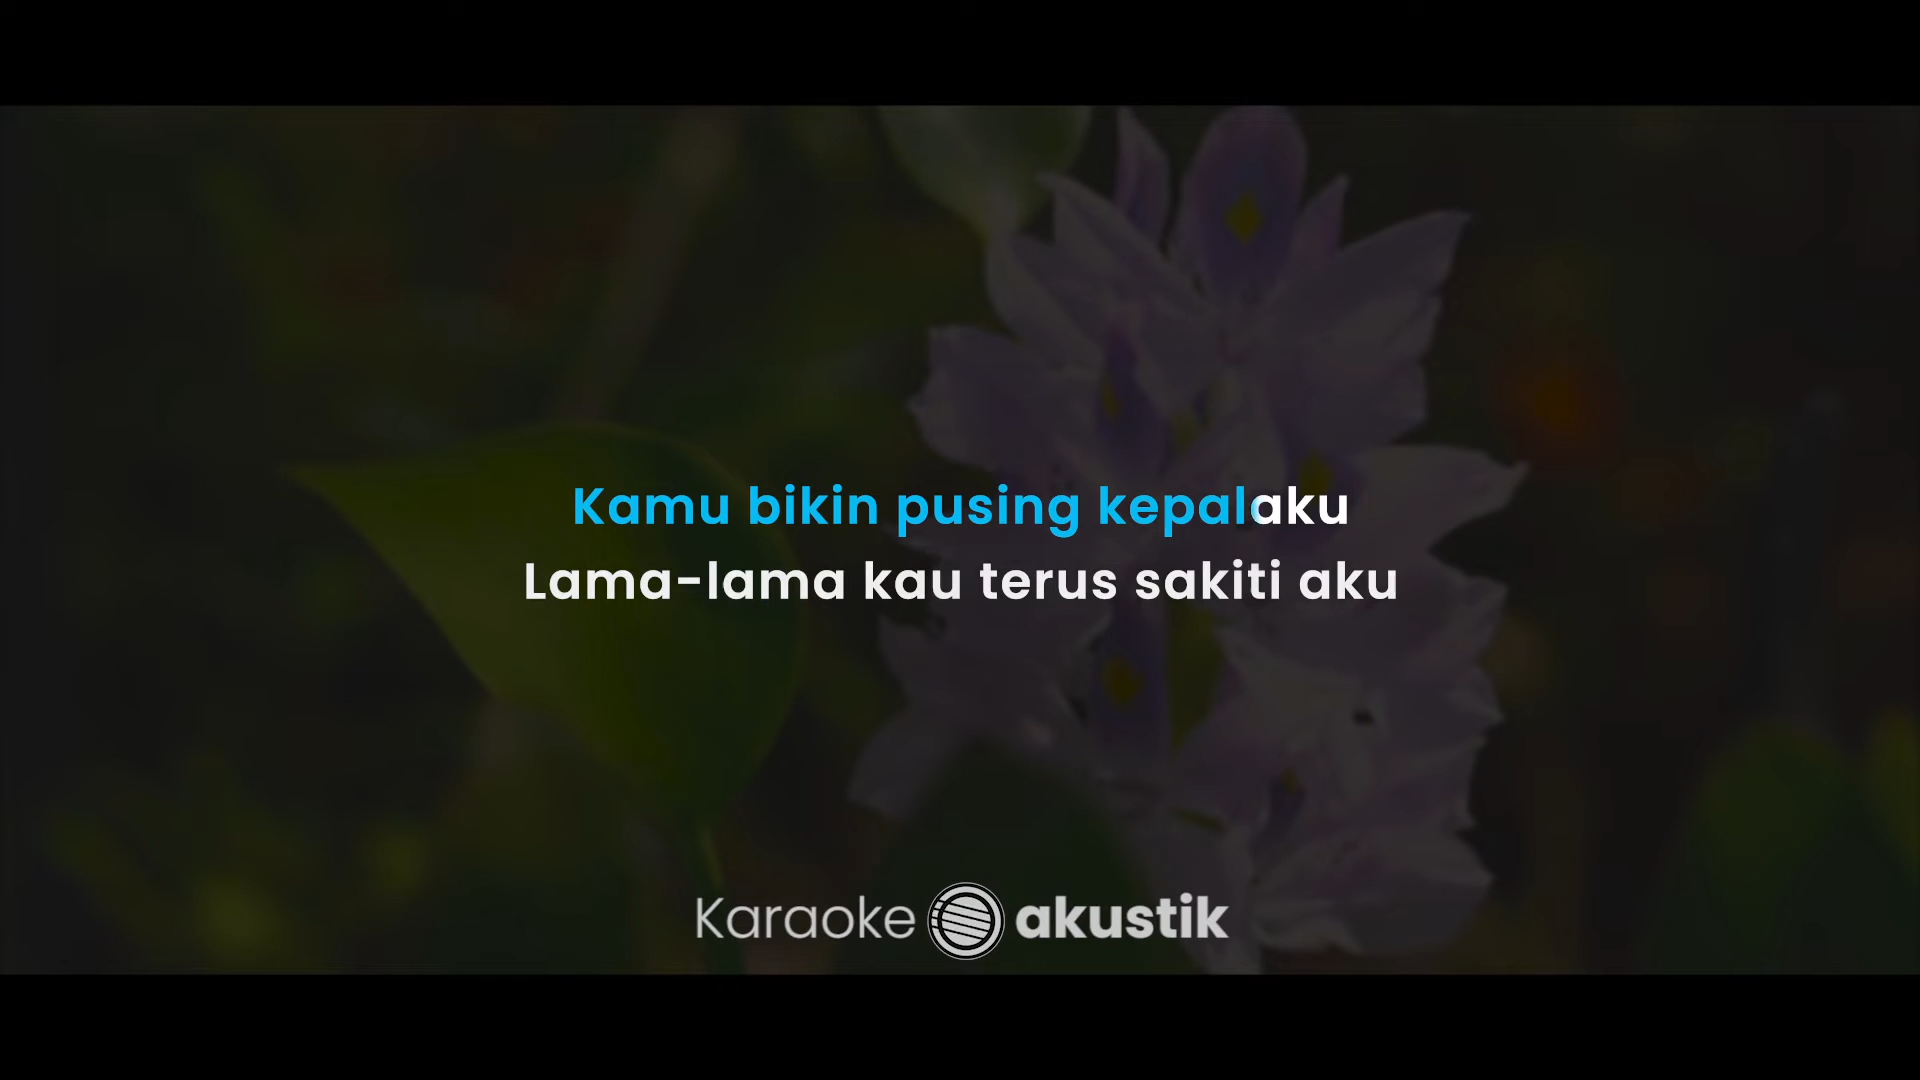 Kamu bikin pusing kepalaku
Lama-lama kau terus sakiti aku
Karaoke akustik